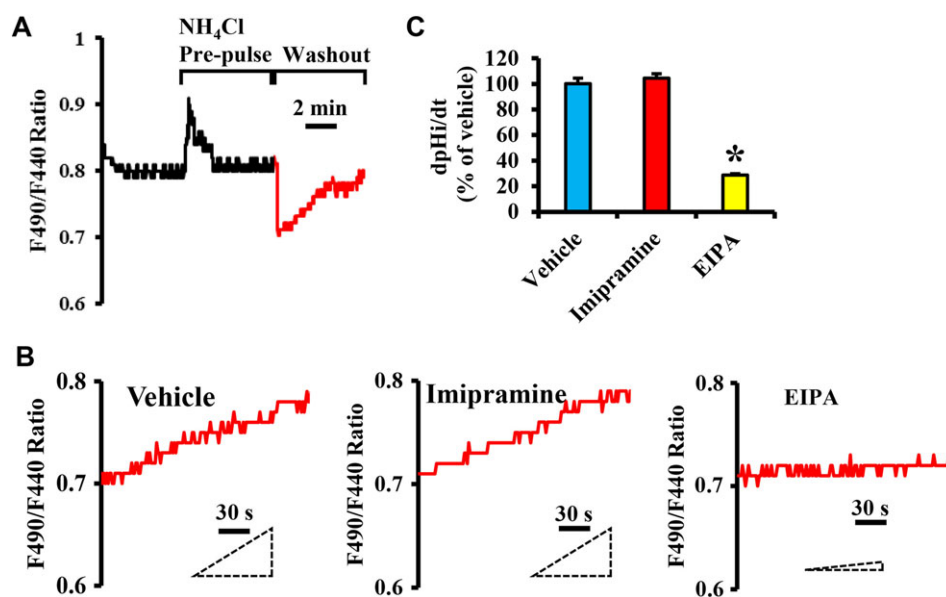 A
NH₄Cl
Pre-pulse
Washout
2 min
F490/F440 Ratio
1
0.9
0.8
0.7
0.6
C
dpHi/dt
(% of vehicle)
120
100
80
60
40
20
0
*
Vehicle
Imipramine
EIPA
B
F490/F440 Ratio
0.8
0.7
0.6
Vehicle
30 s
F490/F440 Ratio
0.8
0.7
0.6
Imipramine
30 s
F490/F440 Ratio
0.8
0.7
0.6
EIPA
30 s